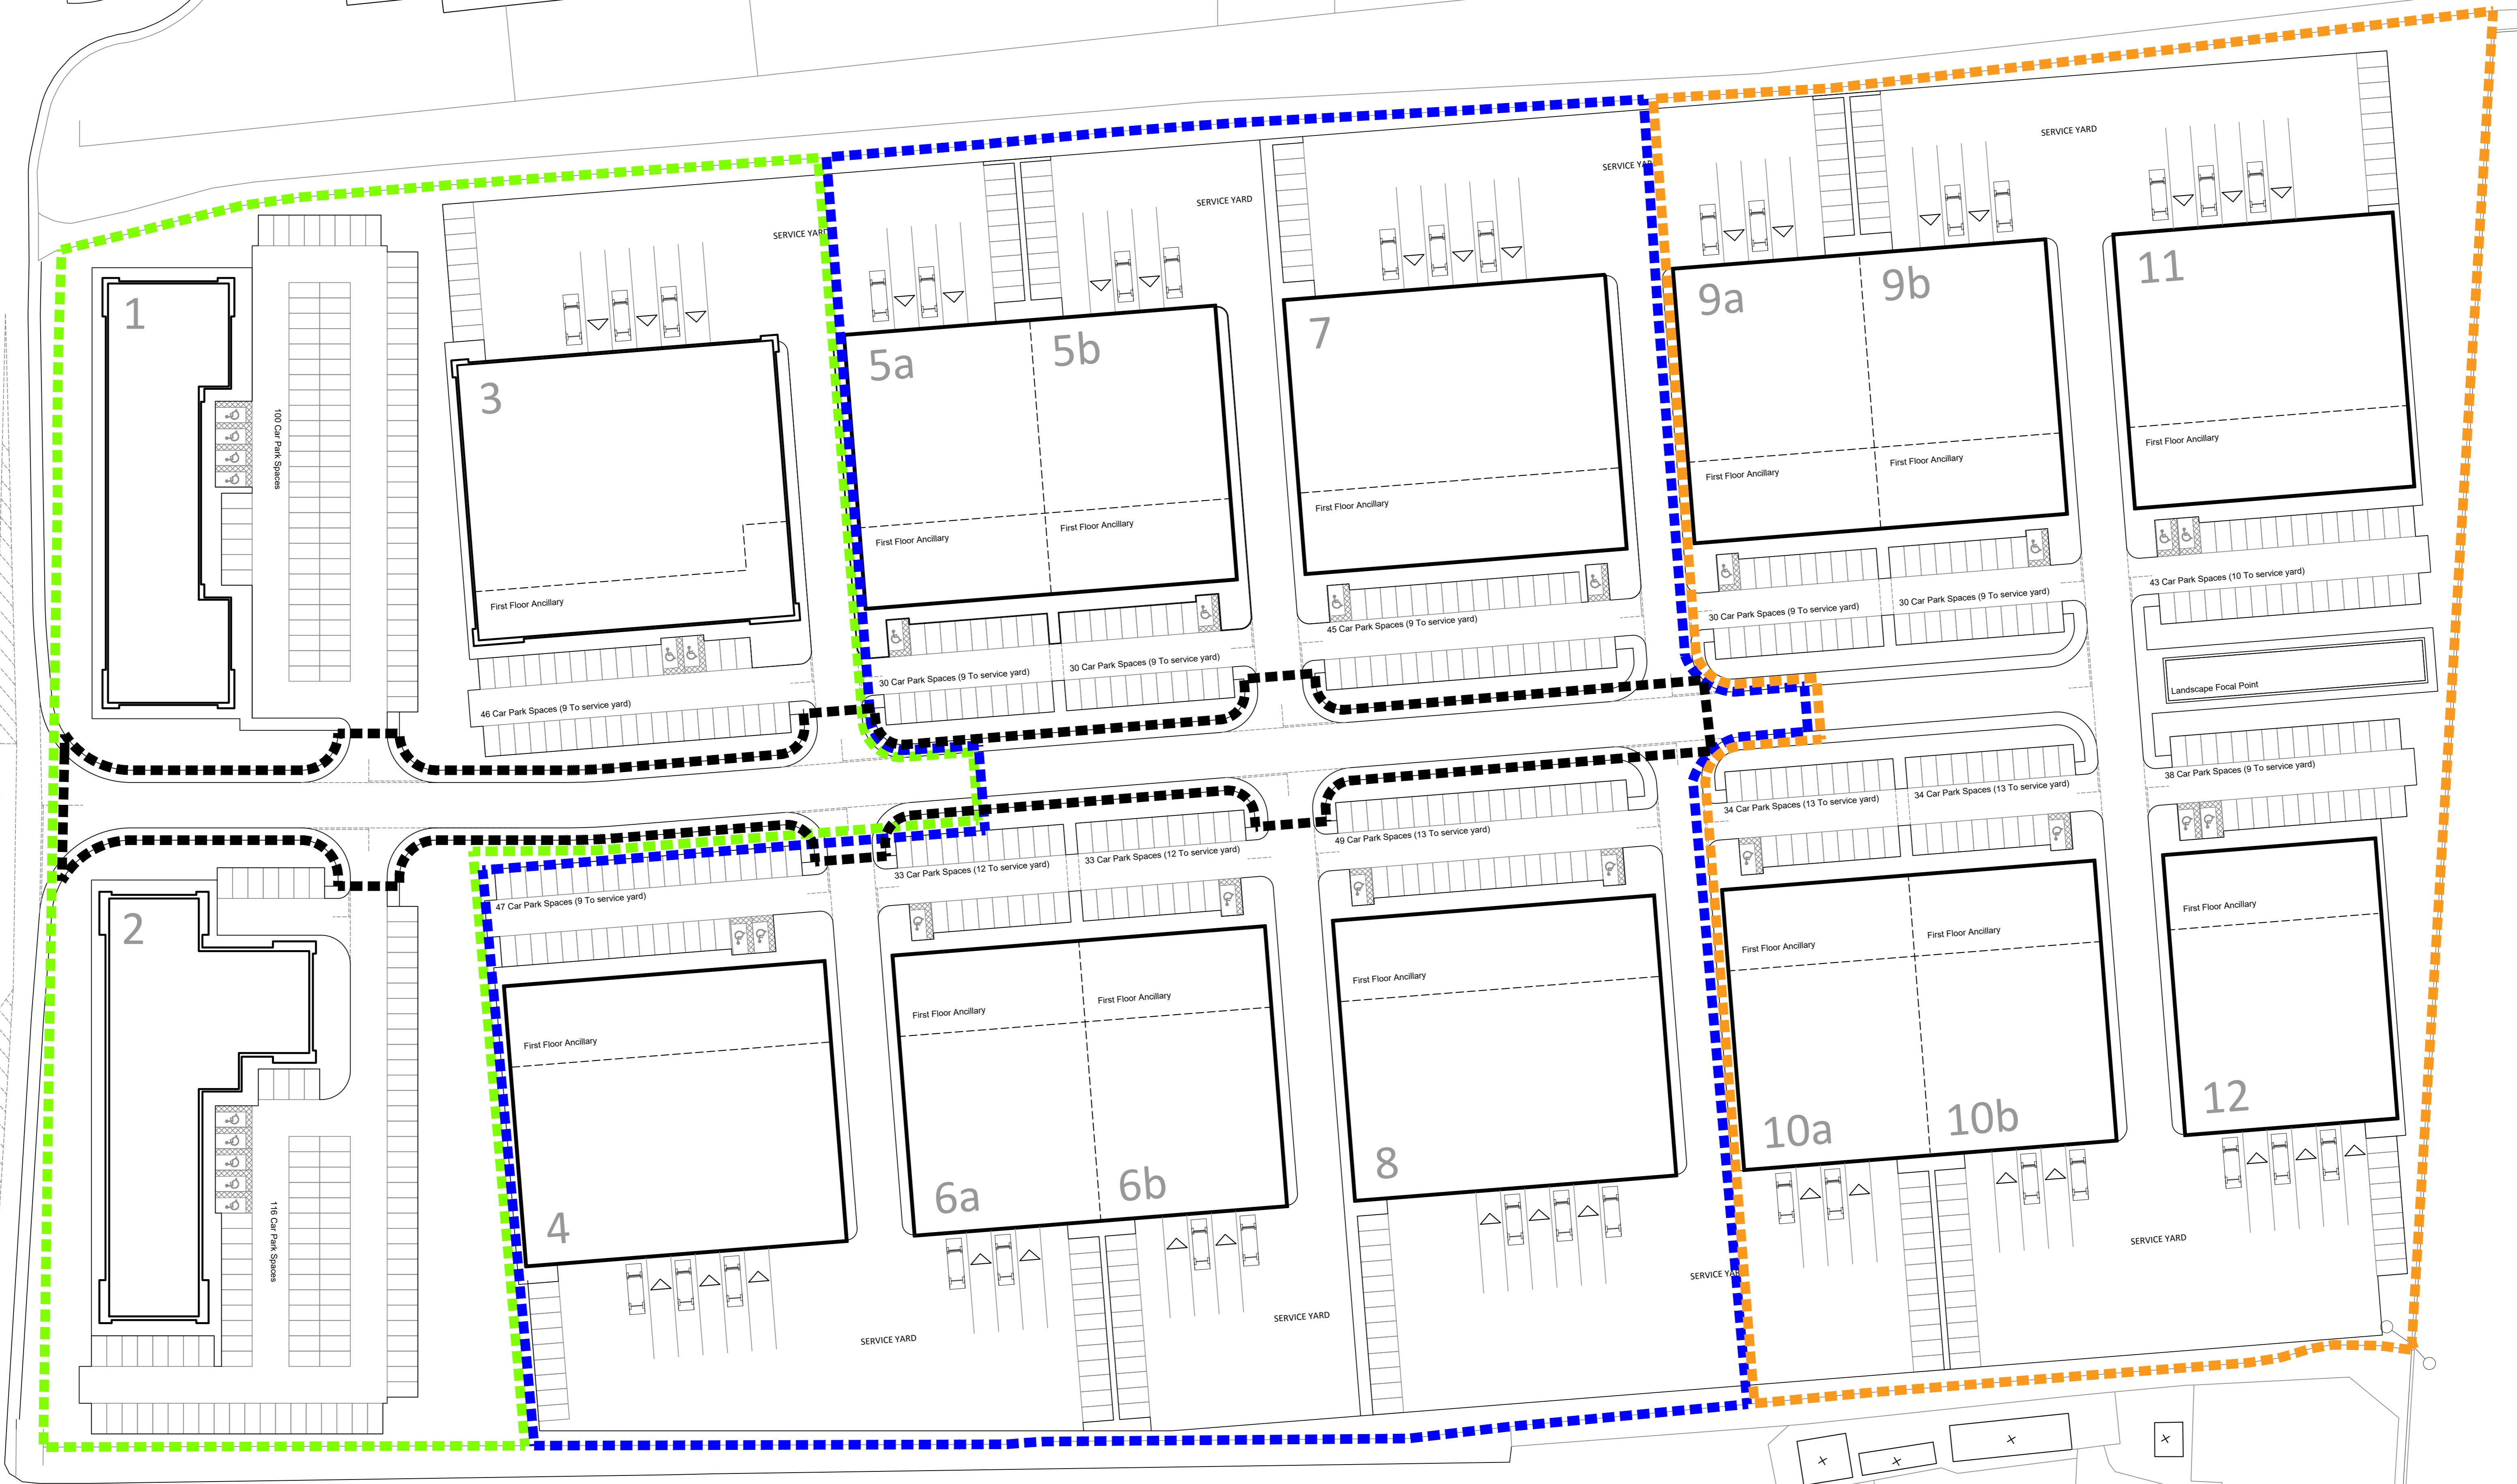 SERVICE YARD
SERVICE YARD
SERVICE YARD
SERVICE YARD
1
3
5a
5b
7
9a
9b
11
100 Car Park Spaces
First Floor Ancillary
First Floor Ancillary
First Floor Ancillary
First Floor Ancillary
First Floor Ancillary
First Floor Ancillary
First Floor Ancillary
46 Car Park Spaces (9 To service yard)
30 Car Park Spaces (9 To service yard)
30 Car Park Spaces (9 To service yard)
45 Car Park Spaces (9 To service yard)
30 Car Park Spaces (9 To service yard)
30 Car Park Spaces (9 To service yard)
43 Car Park Spaces (10 To service yard)
Landscape Focal Point
47 Car Park Spaces (9 To service yard)
33 Car Park Spaces (12 To service yard)
33 Car Park Spaces (12 To service yard)
49 Car Park Spaces (13 To service yard)
34 Car Park Spaces (13 To service yard)
34 Car Park Spaces (13 To service yard)
38 Car Park Spaces (9 To service yard)
2
First Floor Ancillary
First Floor Ancillary
First Floor Ancillary
First Floor Ancillary
First Floor Ancillary
First Floor Ancillary
First Floor Ancillary
116 Car Park Spaces
4
6a
6b
8
10a
10b
12
SERVICE YARD
SERVICE YARD
SERVICE YARD
SERVICE YARD